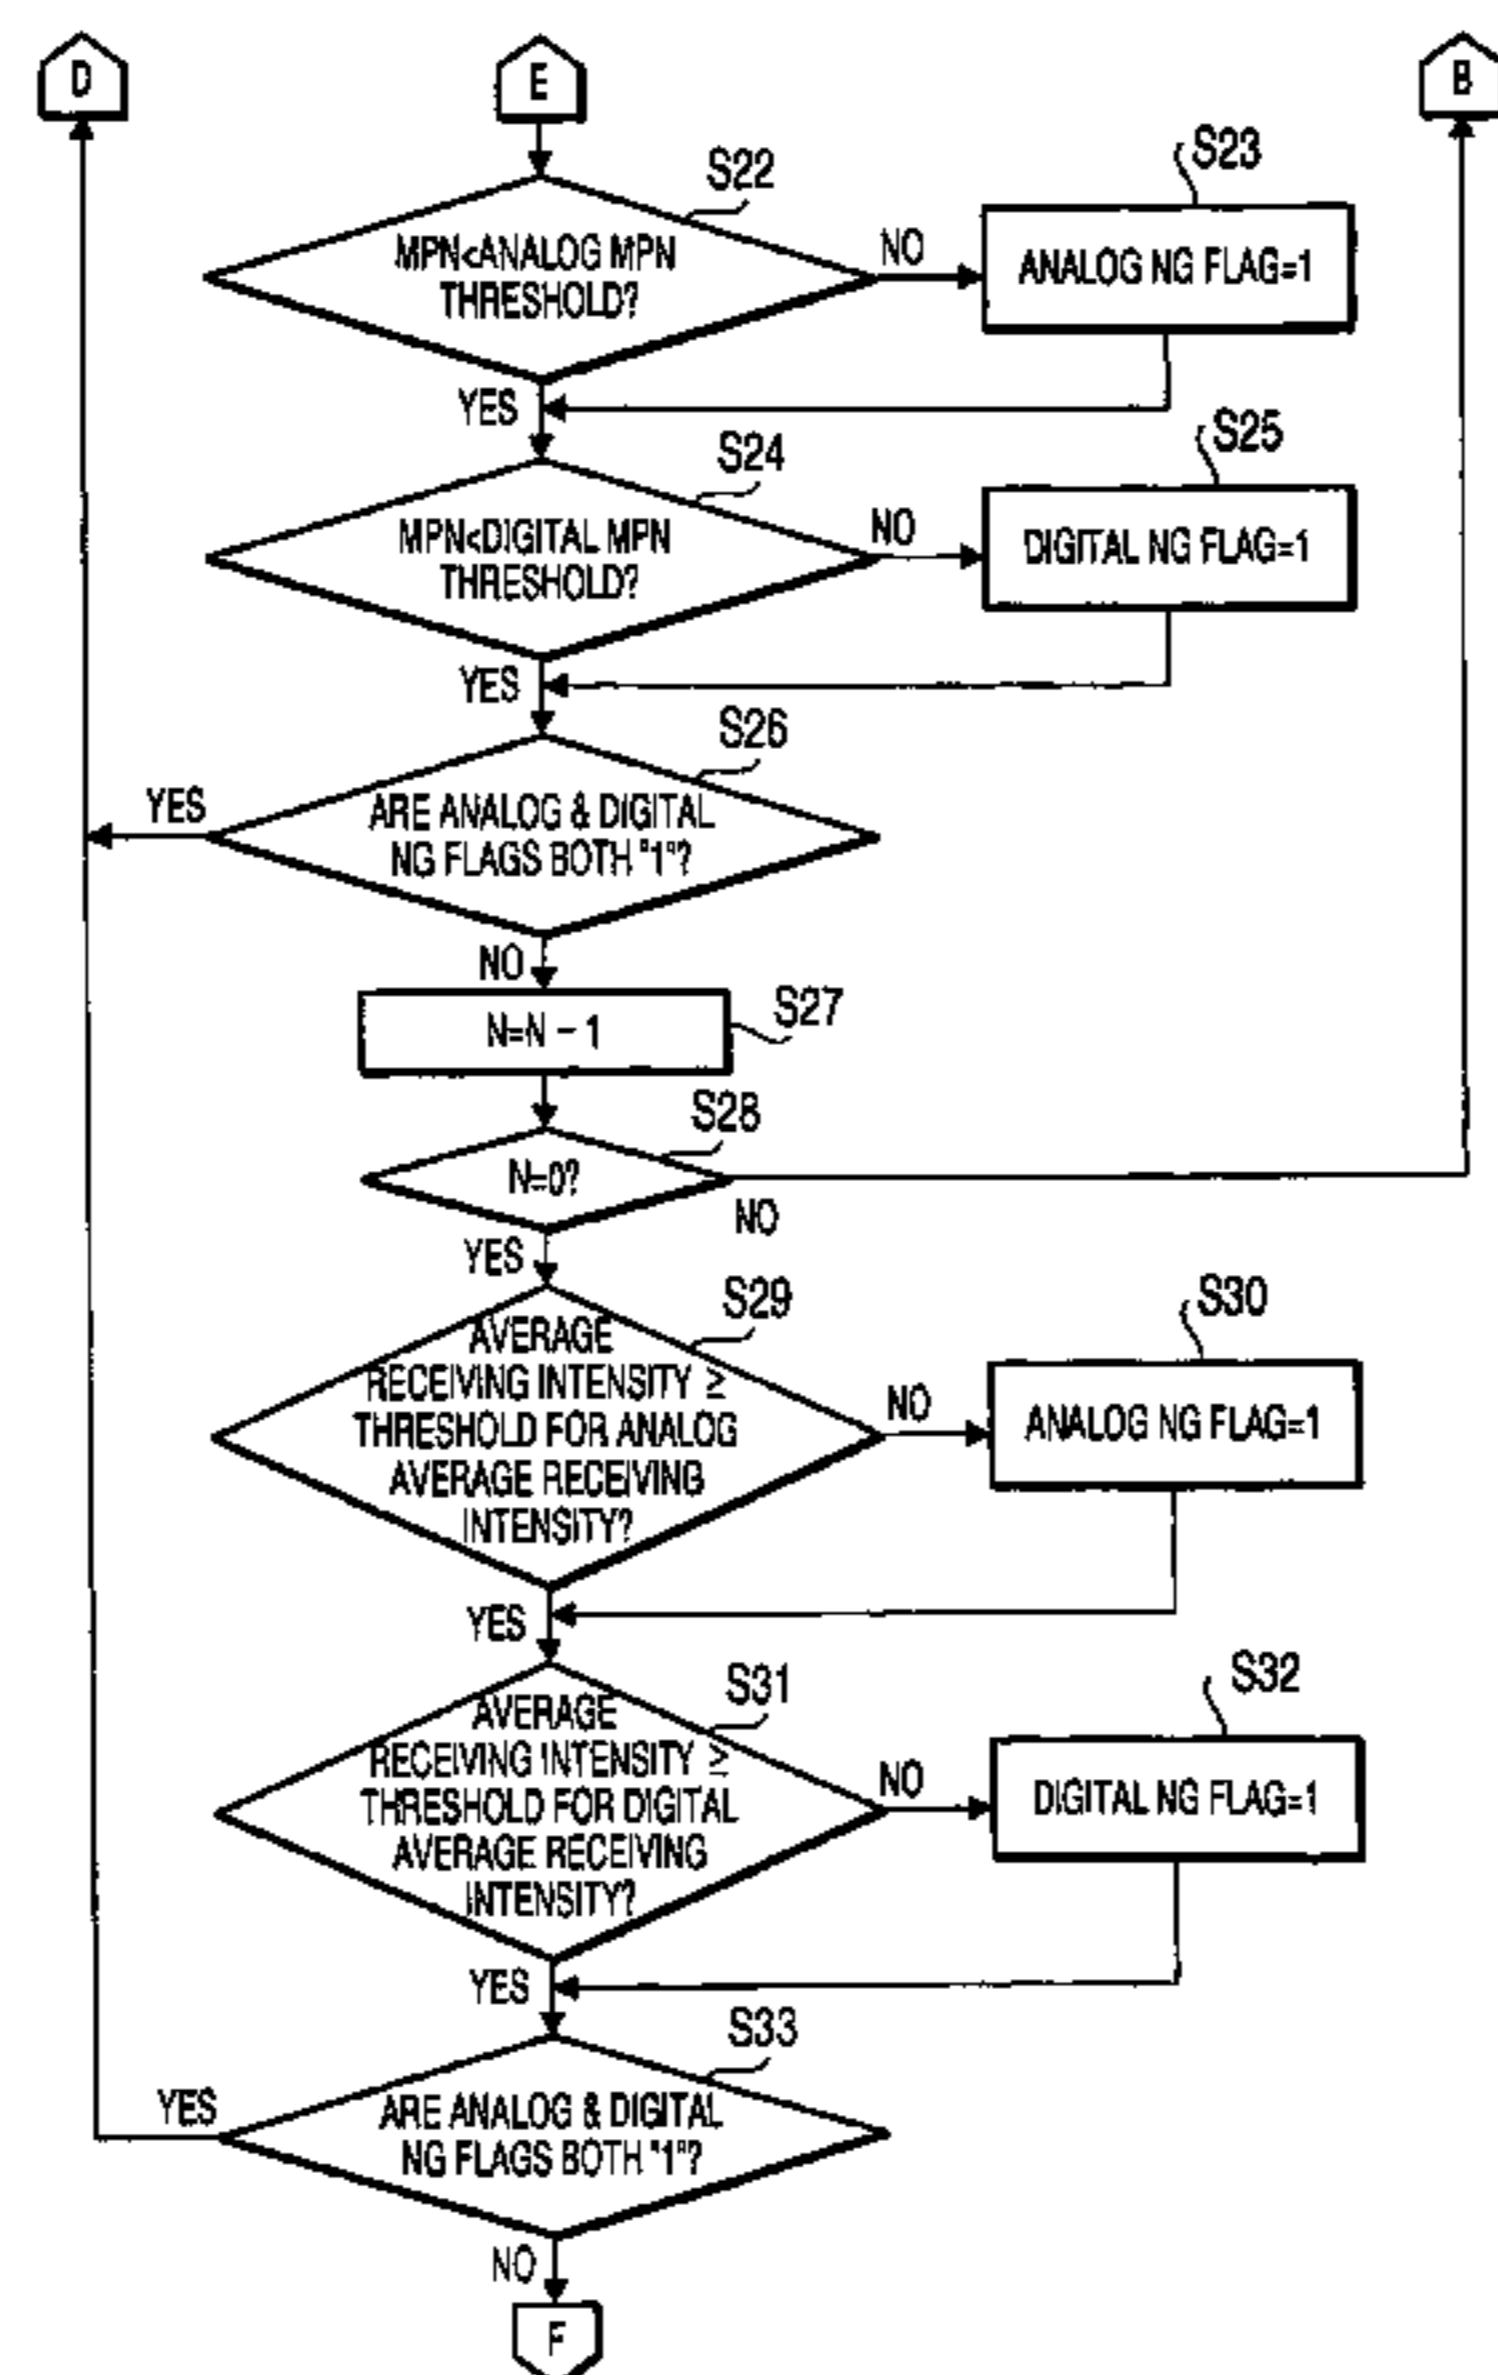 D
E
B
S22
S23
MPN<ANALOG MPN
THRESHOLD?
NO
ANALOG NG FLAG=1
YES
S24
S25
MPN<DIGITAL MPN
THRESHOLD?
NO
DIGITAL NG FLAG=1
YES
S26
YES
ARE ANALOG & DIGITAL
NG FLAGS BOTH "1"?
NO
S27
N=N - 1
S28
N=0?
NO
YES
S29
S30
AVERAGE
RECEIVING INTENSITY ≥
THRESHOLD FOR ANALOG
AVERAGE RECEIVING
INTENSITY?
NO
ANALOG NG FLAG=1
YES
S31
S32
AVERAGE
RECEIVING INTENSITY ≥
THRESHOLD FOR DIGITAL
AVERAGE RECEIVING
INTENSITY?
NO
DIGITAL NG FLAG=1
YES
S33
YES
ARE ANALOG & DIGITAL
NG FLAGS BOTH "1"?
NO
F